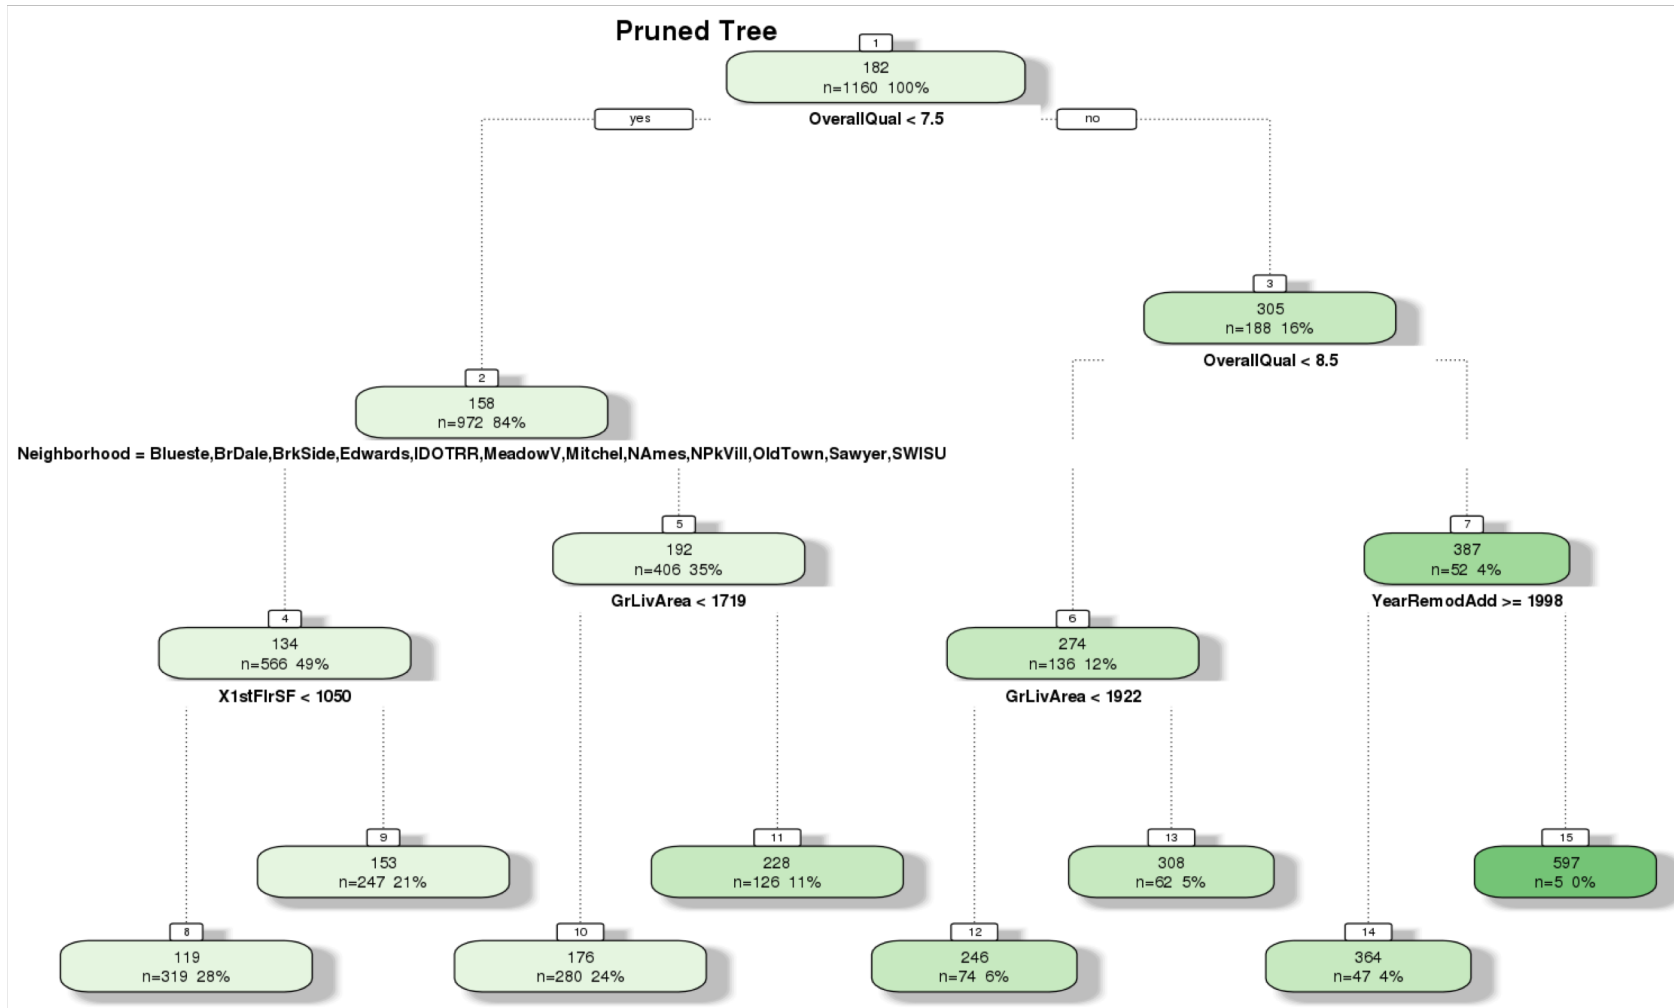 Pruned Tree
1
182
n=1160 100%
yes
OverallQual < 7.5
no
3
305
n=188 16%
OverallQual < 8.5
2
158
n=972 84%
Neighborhood = Blueste,BrDale,BrkSide,Edwards,IDOTRR,MeadowV,Mitchel,NAmes,NPkVill,OldTown,Sawyer,SWISU
5
192
n=406 35%
GrLivArea < 1719
7
387
n=52 4%
YearRemodAdd >= 1998
4
134
n=566 49%
X1stFlrSF < 1050
6
274
n=136 12%
GrLivArea < 1922
9
153
n=247 21%
11
228
n=126 11%
13
308
n=62 5%
15
597
n=5 0%
8
119
n=319 28%
10
176
n=280 24%
12
246
n=74 6%
14
364
n=47 4%